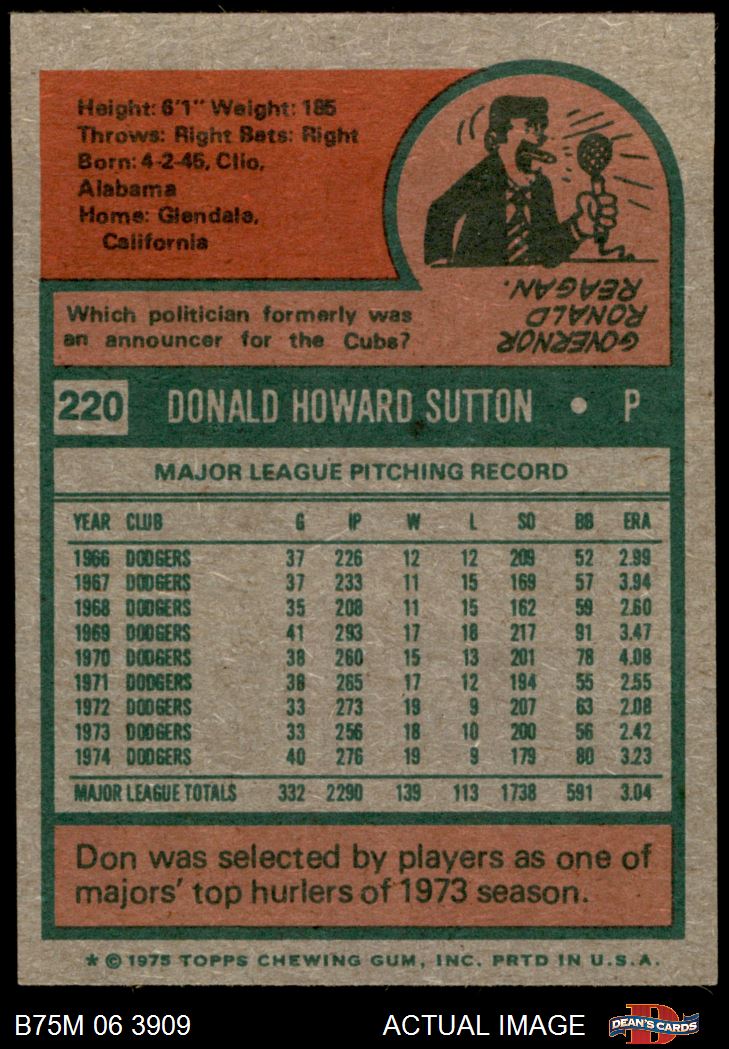 Height: 6'1" Weight: 185
Throws: Right Bats: Right
Born: 4-2-45, Clio,
Alabama
Home: Glendale,
California
Which politician formerly was
an announcer for the Cubs?
GOVERNOR
RONALD
REAGAN.
220 DONALD HOWARD SUTTON • P
MAJOR LEAGUE PITCHING RECORD
YEAR CLUB G IP W L SO BB ERA
1966 DODGERS 37 226 12 12 209 52 2.99
1967 DODGERS 37 233 11 15 169 57 3.94
1968 DODGERS 35 208 11 15 162 59 2.60
1969 DODGERS 41 293 17 18 217 91 3.47
1970 DODGERS 38 260 15 13 201 78 4.08
1971 DODGERS 38 265 17 12 194 55 2.55
1972 DODGERS 33 273 19 9 207 63 2.08
1973 DODGERS 33 256 18 10 200 56 2.42
1974 DODGERS 40 276 19 9 179 80 3.23
MAJOR LEAGUE TOTALS 332 2290 139 113 1738 591 3.04
Don was selected by players as one of
majors' top hurlers of 1973 season.
* © 1975 TOPPS CHEWING GUM, INC. PRTD IN U.S.A.
B75M 06 3909 ACTUAL IMAGE DEAN'S CARDS